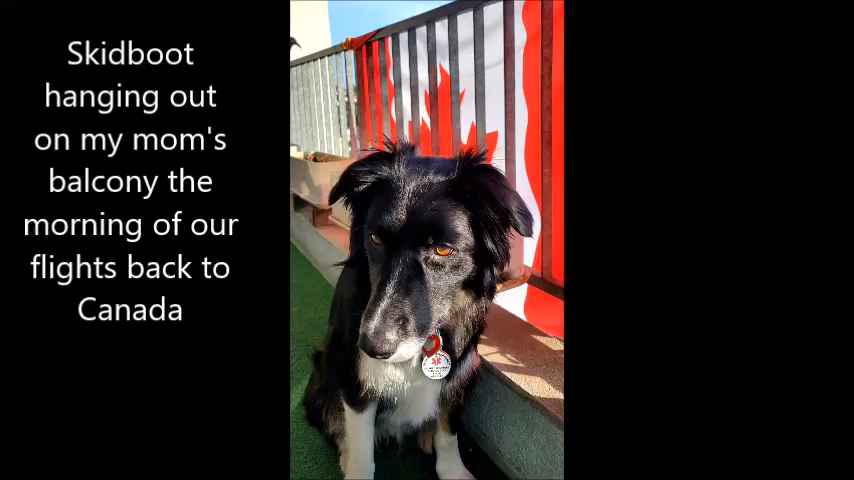 Skidboot
hanging out
on my mom's
balcony the
morning of our
flights back to
Canada